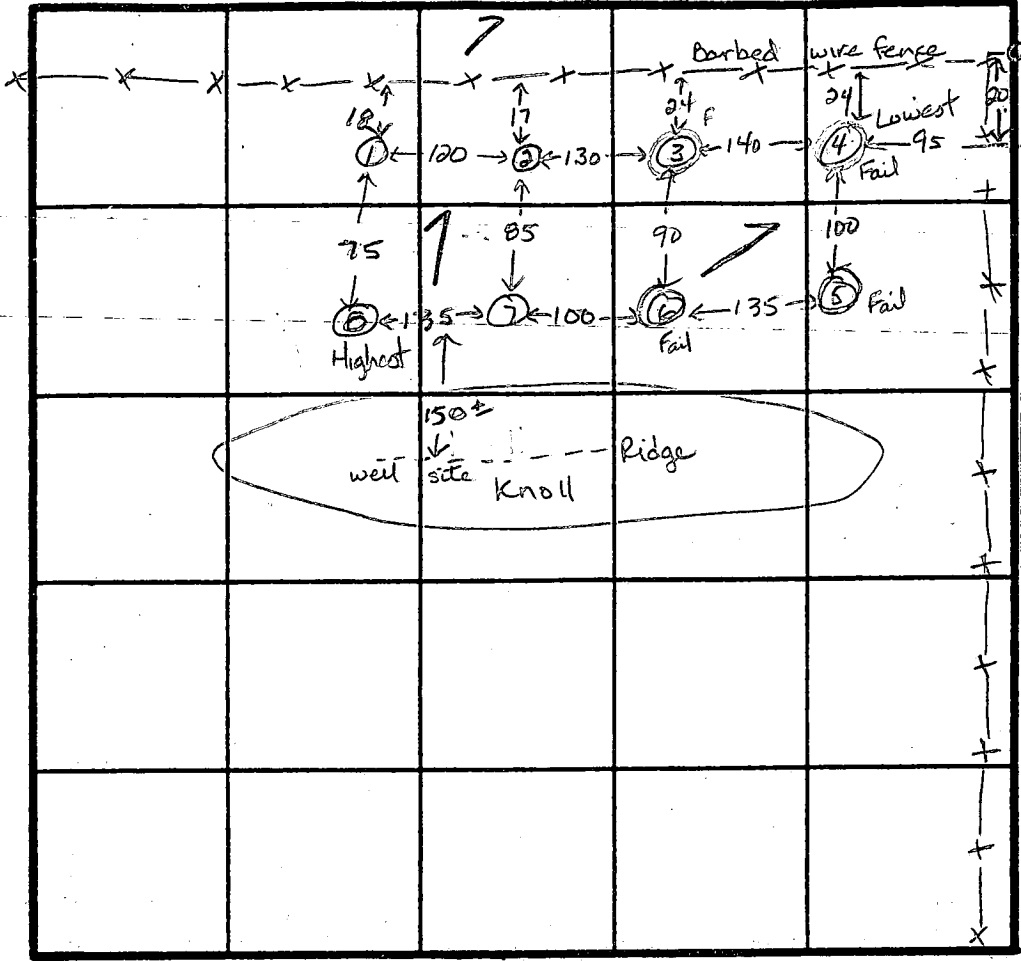 Barbed wire fence
18 17 24 F 24 Lowest 20
1 120 2 130 3 140 4 95
Fail
75 85 90 100
8 135 7 100 6 135 5 Fail
Highest Fail
150 ±
Ridge
well site Knoll